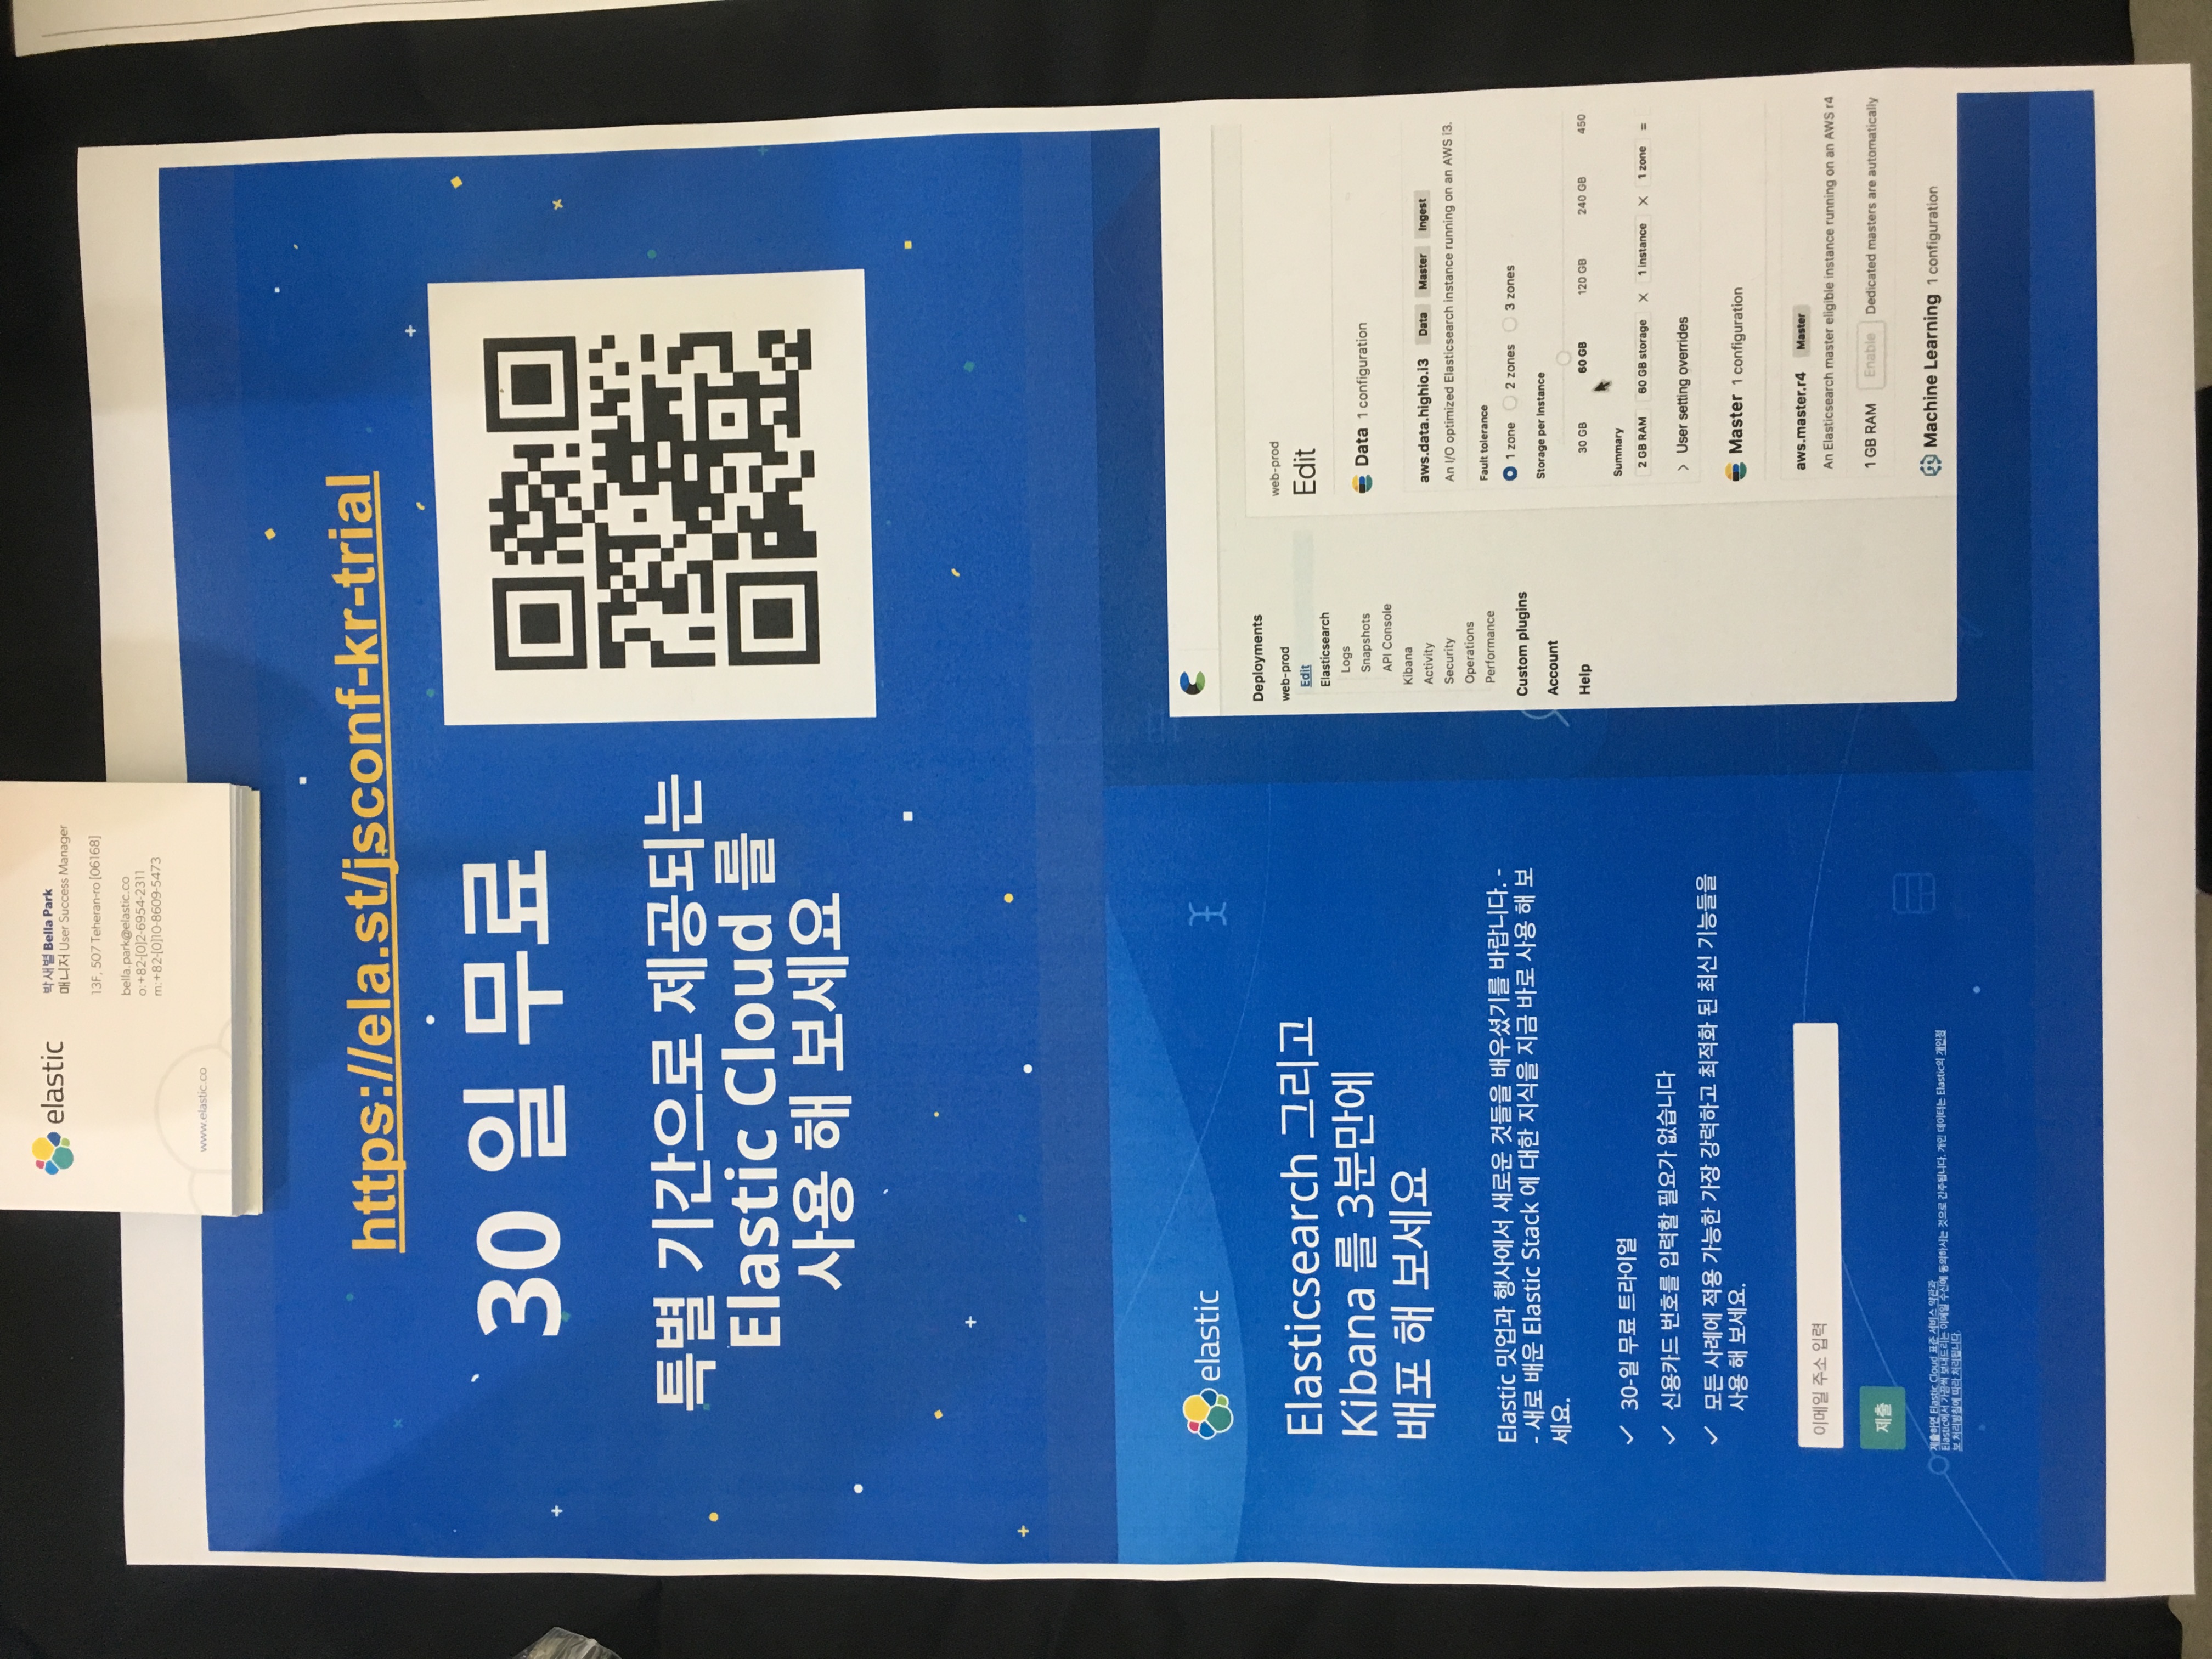 elastic
박새별 Bella Park
매니저 User Success Manager
13F, 507 Teheran-ro [06168]
bella.park@elastic.co
o:+82-[0]2-6954-2311
m:+82-[0]10-8609-5473
www.elastic.co
https://ela.st/jsconf-kr-trial
30 일 무료
특별 기간으로 제공되는
Elastic Cloud 를
사용 해 보세요
elastic
Elasticsearch 그리고
Kibana 를 3분만에
배포 해 보세요
Elastic 밋업과 행사에서 새로운 것들을 배우셨기를 바랍니다. -
- 새로 배운 Elastic Stack 에 대한 지식을 지금 바로 사용 해 보
세요.
30-일 무료 트라이얼
신용카드 번호를 입력할 필요가 없습니다
모든 사례에 적용 가능한 가장 강력하고 최적화 된 최신 기능들을
사용 해 보세요.
이메일 주소 입력
제출
제출하면 Elastic Cloud 표준 서비스 약관과
Elastic에서 가끔씩 보내드리는 이메일 수신에 동의하시는 것으로 간주됩니다. 개인 데이터는 Elastic의 개인정
보 처리방침에 따라 처리됩니다.
Deployments
web-prod
Edit
Elasticsearch
Logs
Snapshots
API Console
Kibana
Activity
Security
Operations
Performance
Custom plugins
Account
Help
web-prod
Edit
Data 1 configuration
aws.data.highio.i3 Data Master Ingest
An I/O optimized Elasticsearch instance running on an AWS i3.
Fault tolerance
1 zone 2 zones 3 zones
Storage per instance
30 GB 60 GB 120 GB 240 GB 450
Summary
2 GB RAM 60 GB storage × 1 instance × 1 zone =
> User setting overrides
Master 1 configuration
aws.master.r4 Master
An Elasticsearch master eligible instance running on an AWS r4
1 GB RAM Enable Dedicated masters are automatically
Machine Learning 1 configuration